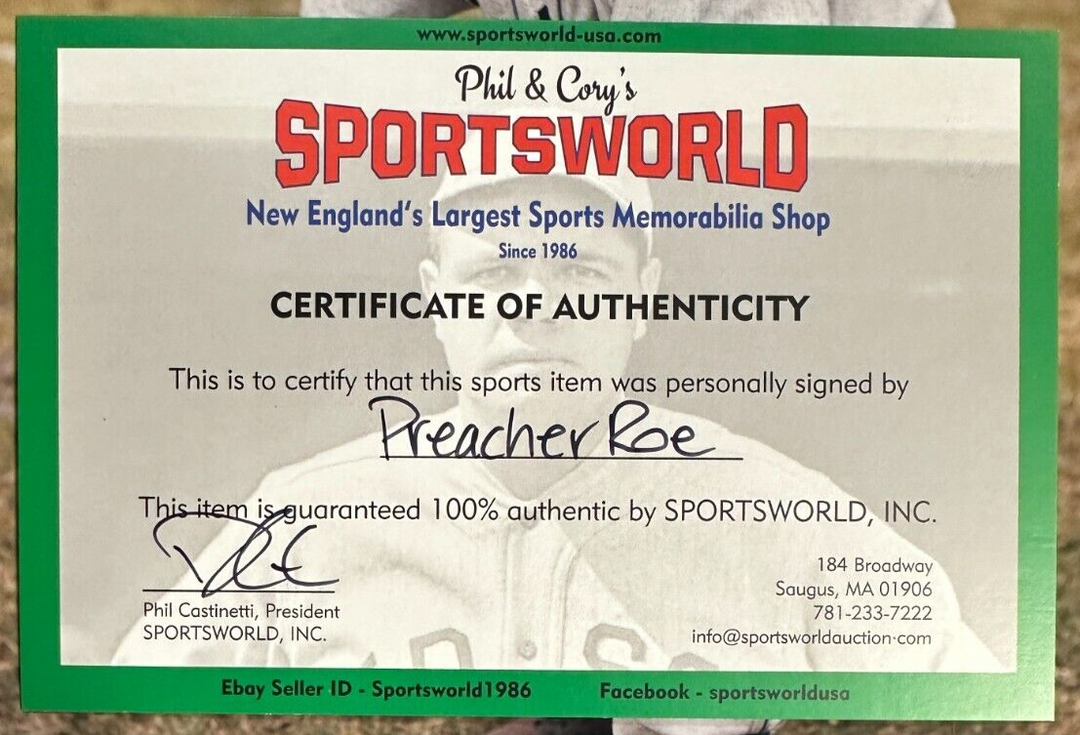 www.sportsworld-usa.com
Phil & Cory's
SPORTSWORLD
New England's Largest Sports Memorabilia Shop
Since 1986
CERTIFICATE OF AUTHENTICITY
This is to certify that this sports item was personally signed by
Preacher Roe
This item is guaranteed 100% authentic by SPORTSWORLD, INC.
Phil Castinetti, President
SPORTSWORLD, INC.
184 Broadway
Saugus, MA 01906
781-233-7222
info@sportsworldauction.com
Ebay Seller ID - Sportsworld1986
Facebook - sportsworldusa